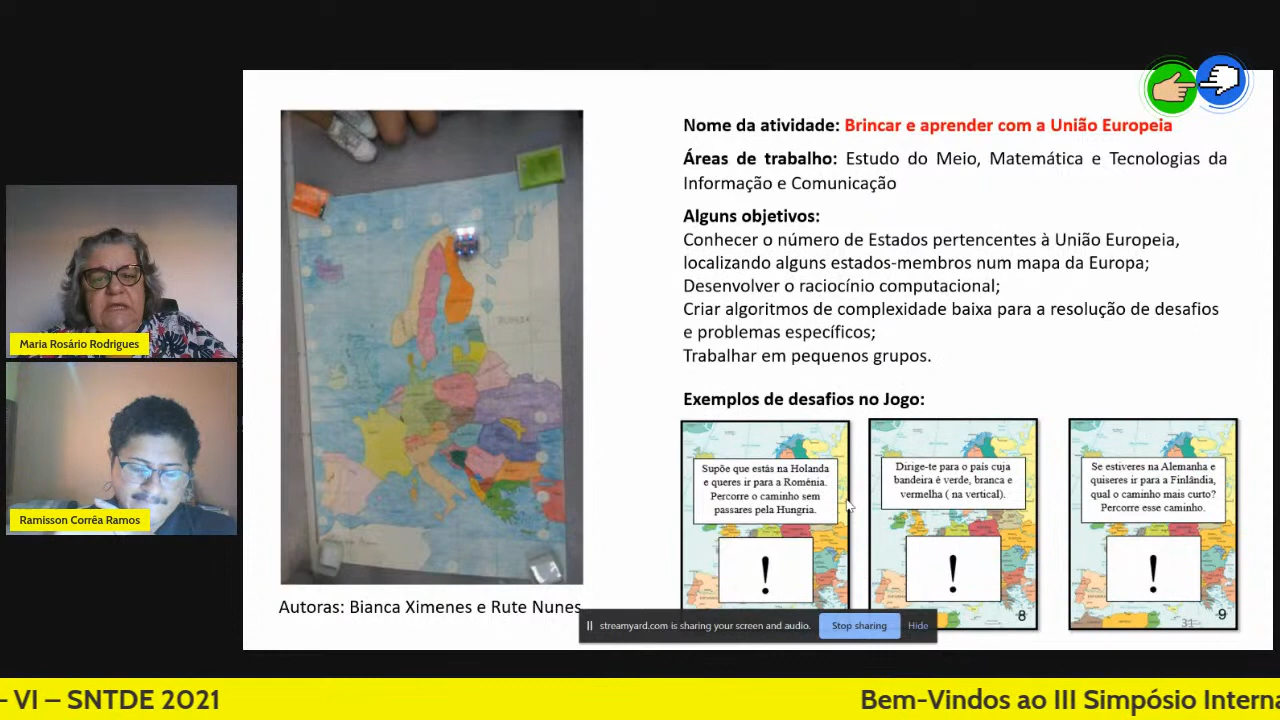 Nome da atividade: Brincar e aprender com a União Europeia
Áreas de trabalho: Estudo do Meio, Matemática e Tecnologias da
Informação e Comunicação
Alguns objetivos:
Conhecer o número de Estados pertencentes à União Europeia,
localizando alguns estados-membros num mapa da Europa;
Desenvolver o raciocínio computacional;
Criar algoritmos de complexidade baixa para a resolução de desafios
e problemas específicos;
Trabalhar em pequenos grupos.
Exemplos de desafios no Jogo:
Supõe que estás na Holanda
e queres ir para a Roménia.
Percorre o caminho sem
passares pela Hungria.
!
Dirige-te para o país cuja
bandeira é verde, branca e
vermelha ( na vertical).
!
8
Se estiveres na Alemanha e
quiseres ir para a Finlândia,
qual o caminho mais curto?
Percorre esse caminho.
!
9
31
Autoras: Bianca Ximenes e Rute Nunes
streamyard.com is sharing your screen and audio.
Stop sharing
Hide
Maria Rosário Rodrigues
Ramisson Corrêa Ramos
- VI – SNTDE 2021
Bem-Vindos ao III Simpósio Interna